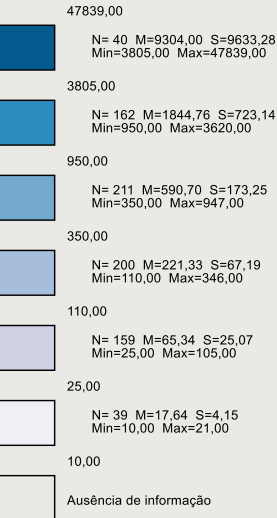 47839,00
N= 40 M=9304,00 S=9633,28
Min=3805,00 Max=47839,00
3805,00
N= 162 M=1844,76 S=723,14
Min=950,00 Max=3620,00
950,00
N= 211 M=590,70 S=173,25
Min=350,00 Max=947,00
350,00
N= 200 M=221,33 S=67,19
Min=110,00 Max=346,00
110,00
N= 159 M=65,34 S=25,07
Min=25,00 Max=105,00
25,00
N= 39 M=17,64 S=4,15
Min=10,00 Max=21,00
10,00
Ausência de informação